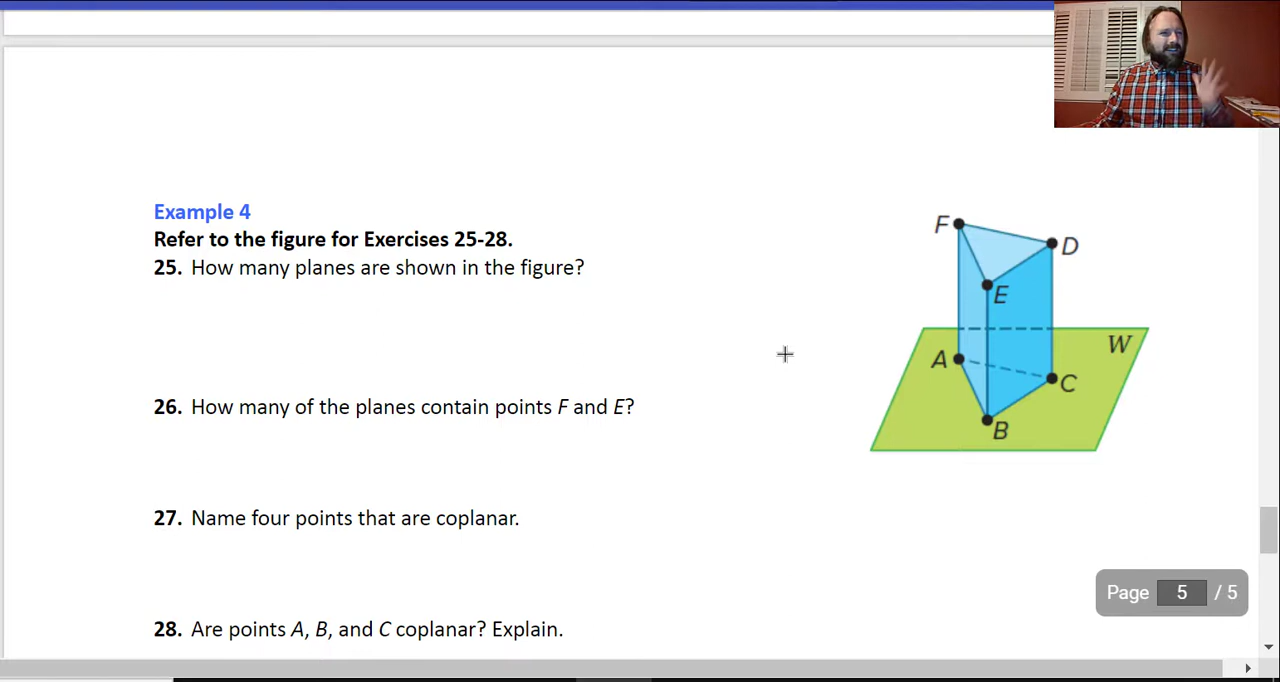 Example 4
Refer to the figure for Exercises 25-28.
25. How many planes are shown in the figure?
26. How many of the planes contain points F and E?
27. Name four points that are coplanar.
28. Are points A, B, and C coplanar? Explain.
F
D
E
W
A
C
B
Page 5 / 5